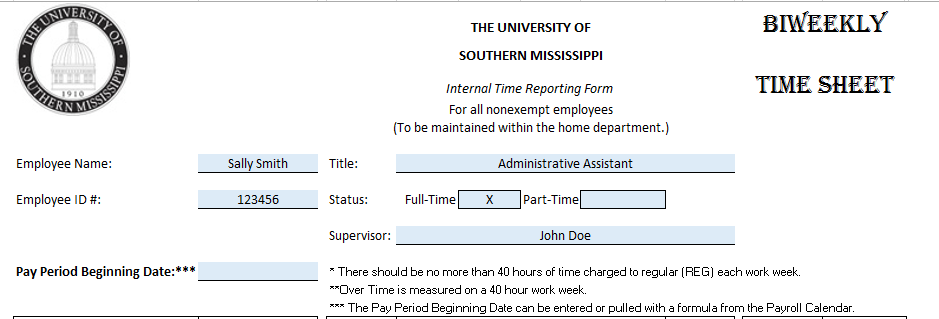 THE UNIVERSITY OF
SOUTHERN MISSISSIPPI
1910
THE UNIVERSITY OF
SOUTHERN MISSISSIPPI
Internal Time Reporting Form
For all nonexempt employees
(To be maintained within the home department.)
BIWEEKLY
TIME SHEET
Employee Name: Sally Smith Title: Administrative Assistant
Employee ID #: 123456 Status: Full-Time X Part-Time
Supervisor: John Doe
Pay Period Beginning Date:*** * There should be no more than 40 hours of time charged to regular (REG) each work week.
**Over Time is measured on a 40 hour work week.
*** The Pay Period Beginning Date can be entered or pulled with a formula from the Payroll Calendar.